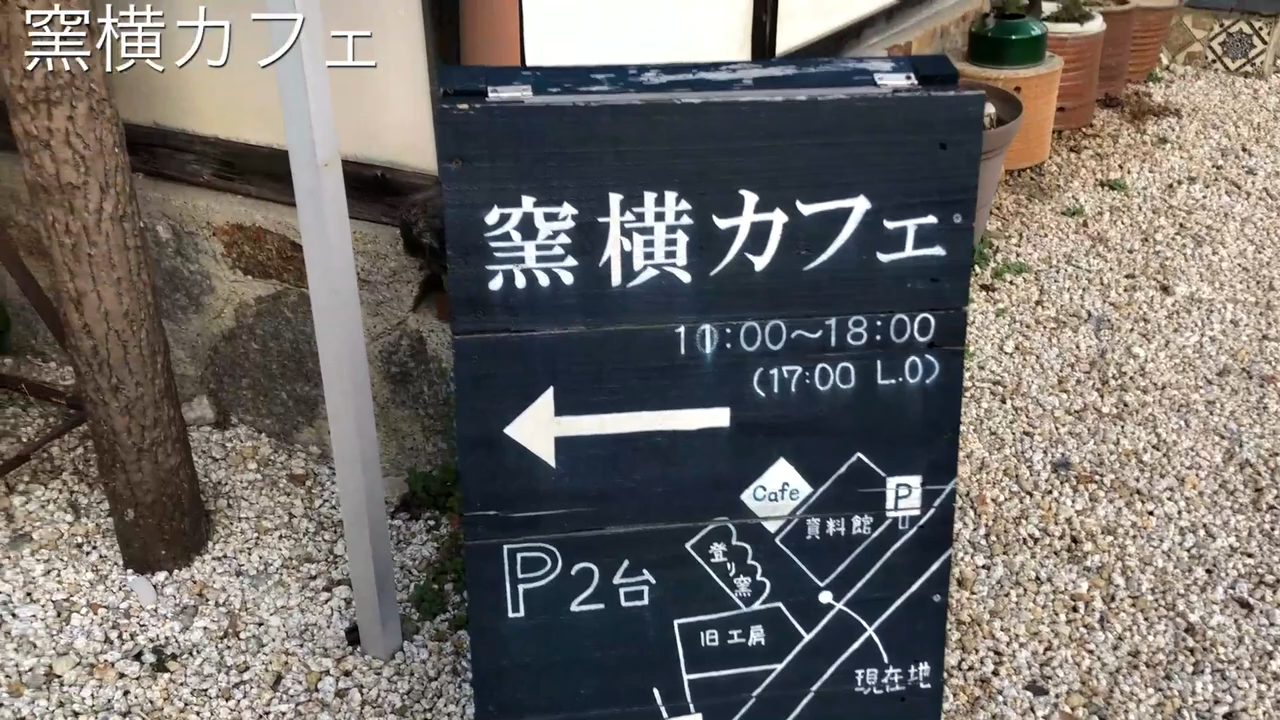 窯横カフェ
窯横カフェ
11:00〜18:00
(17:00 L.O)
Cafe
P
資料館
登り窯
P2台
旧工房
現在地